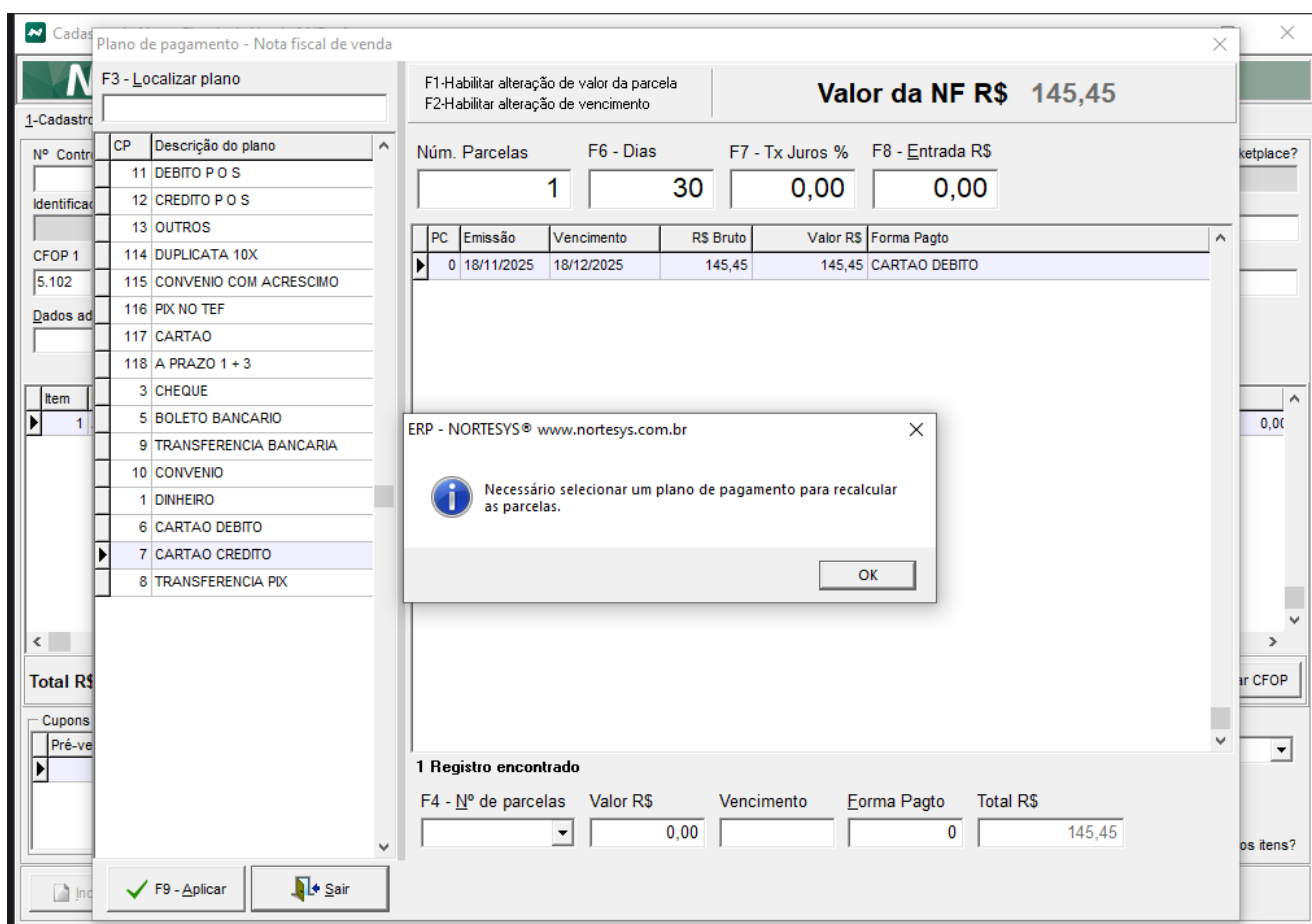 Cadas
Plano de pagamento - Nota fiscal de venda
N
1-Cadastro
Nº Contr
Identificaç
CFOP 1
5.102
Dados ad
Item
1
Total R$
Cupons
Pré-ve
F3 - Localizar plano
CP Descrição do plano
11 DEBITO P O S
12 CREDITO P O S
13 OUTROS
114 DUPLICATA 10X
115 CONVENIO COM ACRESCIMO
116 PIX NO TEF
117 CARTAO
118 A PRAZO 1 + 3
3 CHEQUE
5 BOLETO BANCARIO
9 TRANSFERENCIA BANCARIA
10 CONVENIO
1 DINHEIRO
6 CARTAO DEBITO
7 CARTAO CREDITO
8 TRANSFERENCIA PIX
F9 - Aplicar
Sair
F1-Habilitar alteração de valor da parcela
F2-Habilitar alteração de vencimento
Valor da NF R$ 145,45
Núm. Parcelas F6 - Dias F7 - Tx Juros % F8 - Entrada R$
1 30 0,00 0,00
PC Emissão Vencimento R$ Bruto Valor R$ Forma Pagto
0 18/11/2025 18/12/2025 145,45 145,45 CARTAO DEBITO
ERP - NORTESYS® www.nortesys.com.br
Necessário selecionar um plano de pagamento para recalcular
as parcelas.
OK
1 Registro encontrado
F4 - Nº de parcelas Valor R$ Vencimento Forma Pagto Total R$
0,00 0 145,45
ketplace?
0,00
ar CFOP
os itens?